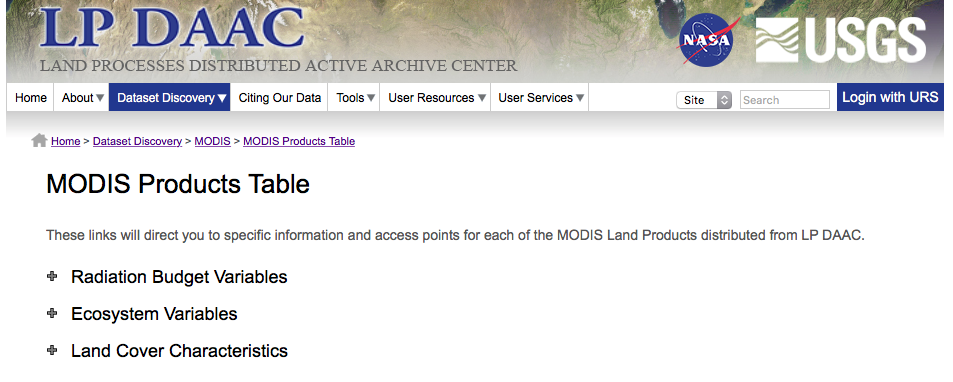 LP DAAC
LAND PROCESSES DISTRIBUTED ACTIVE ARCHIVE CENTER
NASA
USGS
Home About Dataset Discovery Citing Our Data Tools User Resources User Services Site Search Login with URS
Home > Dataset Discovery > MODIS > MODIS Products Table
MODIS Products Table
These links will direct you to specific information and access points for each of the MODIS Land Products distributed from LP DAAC.
Radiation Budget Variables
Ecosystem Variables
Land Cover Characteristics